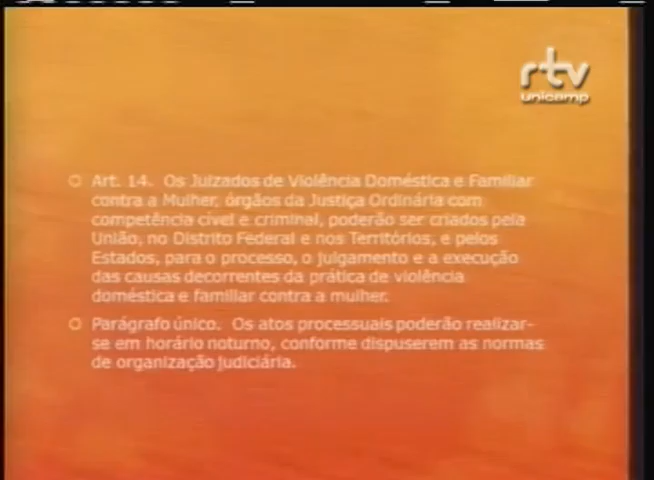 rtv
unicamp
Art. 14. Os Juizados de Violência Doméstica e Familiar
contra a Mulher, órgãos da Justiça Ordinária com
competência cível e criminal, poderão ser criados pela
União, no Distrito Federal e nos Territórios, e pelos
Estados, para o processo, o julgamento e a execução
das causas decorrentes da prática de violência
doméstica e familiar contra a mulher.
Parágrafo único. Os atos processuais poderão realizar-
se em horário noturno, conforme dispuserem as normas
de organização judiciária.